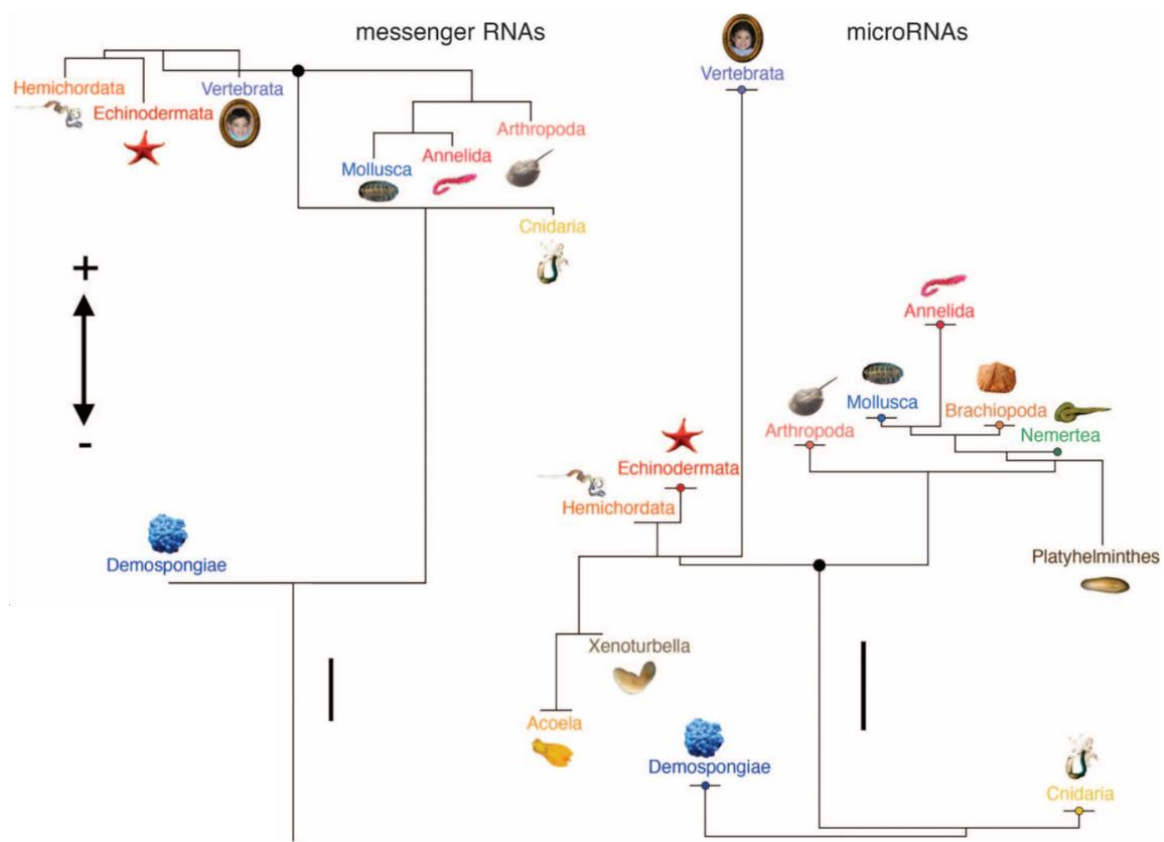 messenger RNAs
Hemichordata
Echinodermata
Vertebrata
Mollusca
Annelida
Arthropoda
Cnidaria
+
-
Demospongiae
microRNAs
Vertebrata
Annelida
Mollusca
Brachiopoda
Arthropoda
Nemertea
Echinodermata
Hemichordata
Platyhelminthes
Xenoturbella
Acoela
Demospongiae
Cnidaria